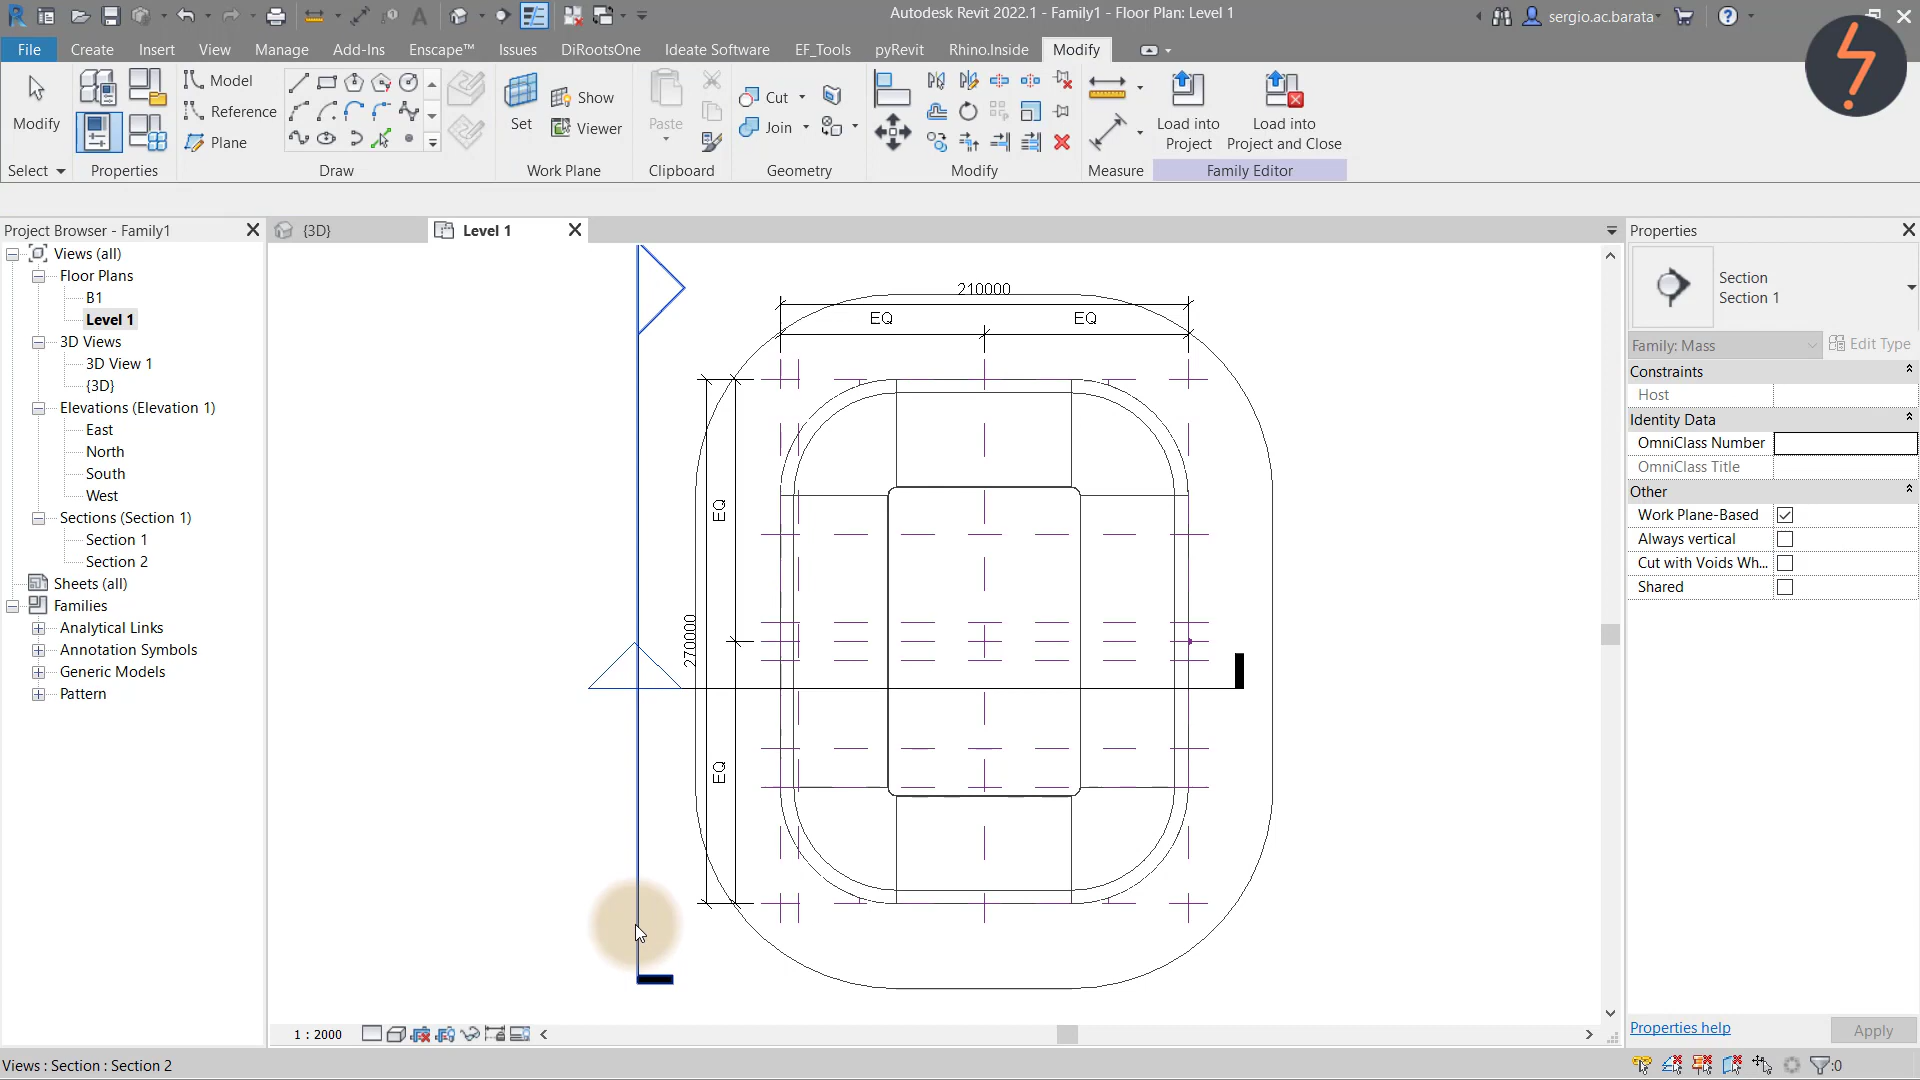 Autodesk Revit 2022.1 - Family1 - Floor Plan: Level 1
sergio.ac.barata
File Create Insert View Manage Add-Ins Enscape™ Issues DiRootsOne Ideate Software EF_Tools pyRevit Rhino.Inside Modify
Modify
Select
Properties
Model
Reference
Plane
Draw
Set
Show
Viewer
Work Plane
Paste
Clipboard
Cut
Join
Geometry
Modify
Measure
Load into
Project
Load into
Project and Close
Family Editor
Project Browser - Family1
Views (all)
Floor Plans
B1
Level 1
3D Views
3D View 1
{3D}
Elevations (Elevation 1)
East
North
South
West
Sections (Section 1)
Section 1
Section 2
Sheets (all)
Families
Analytical Links
Annotation Symbols
Generic Models
Pattern
{3D}
Level 1
210000
EQ EQ
EQ
270000
EQ
1 : 2000
Properties
Section
Section 1
Family: Mass
Edit Type
Constraints
Host
Identity Data
OmniClass Number
OmniClass Title
Other
Work Plane-Based
Always vertical
Cut with Voids Wh...
Shared
Properties help
Apply
Views : Section : Section 2
:0